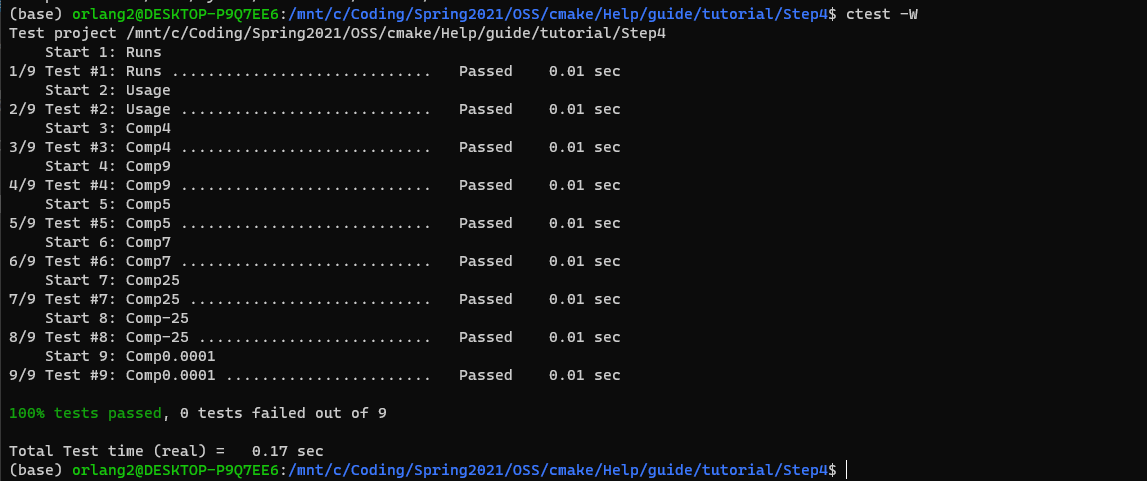 (base) orlang2@DESKTOP-P9Q7EE6:/mnt/c/Coding/Spring2021/OSS/cmake/Help/guide/tutorial/Step4$ ctest -W
Test project /mnt/c/Coding/Spring2021/OSS/cmake/Help/guide/tutorial/Step4
    Start 1: Runs
1/9 Test #1: Runs .............................   Passed    0.01 sec
    Start 2: Usage
2/9 Test #2: Usage ............................   Passed    0.01 sec
    Start 3: Comp4
3/9 Test #3: Comp4 ............................   Passed    0.01 sec
    Start 4: Comp9
4/9 Test #4: Comp9 ............................   Passed    0.01 sec
    Start 5: Comp5
5/9 Test #5: Comp5 ............................   Passed    0.01 sec
    Start 6: Comp7
6/9 Test #6: Comp7 ............................   Passed    0.01 sec
    Start 7: Comp25
7/9 Test #7: Comp25 ...........................   Passed    0.01 sec
    Start 8: Comp-25
8/9 Test #8: Comp-25 ..........................   Passed    0.01 sec
    Start 9: Comp0.0001
9/9 Test #9: Comp0.0001 .......................   Passed    0.01 sec
100% tests passed, 0 tests failed out of 9
Total Test time (real) =   0.17 sec
(base) orlang2@DESKTOP-P9Q7EE6:/mnt/c/Coding/Spring2021/OSS/cmake/Help/guide/tutorial/Step4$